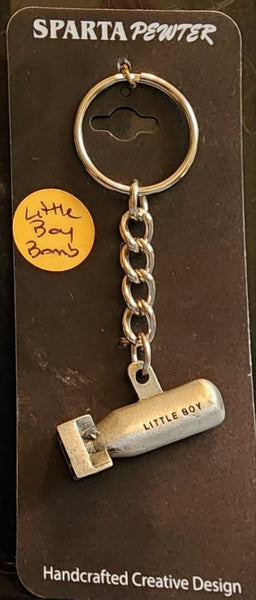 SPARTA PEWTER
Little
Boy
Bomb
LITTLE BOY
Handcrafted Creative Design